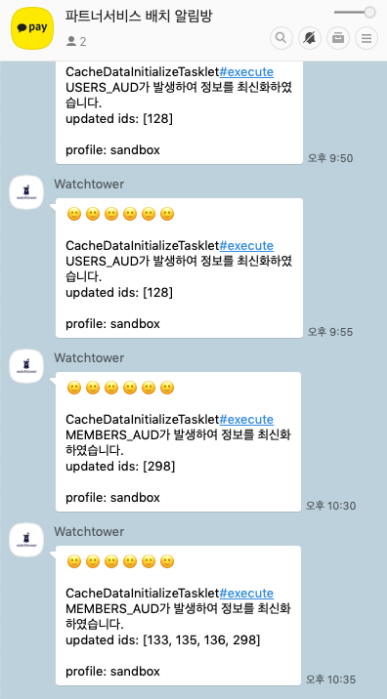 pay
파트너서비스 배치 알림방
2
CacheDataInitializeTasklet#execute
USERS_AUD가 발생하여 정보를 최신화하였
습니다.
updated ids: [128]
profile: sandbox
오후 9:50
Watchtower
CacheDataInitializeTasklet#execute
USERS_AUD가 발생하여 정보를 최신화하였
습니다.
updated ids: [128]
profile: sandbox
오후 9:55
Watchtower
CacheDataInitializeTasklet#execute
MEMBERS_AUD가 발생하여 정보를 최신화
하였습니다.
updated ids: [298]
profile: sandbox
오후 10:30
Watchtower
CacheDataInitializeTasklet#execute
MEMBERS_AUD가 발생하여 정보를 최신화
하였습니다.
updated ids: [133, 135, 136, 298]
profile: sandbox
오후 10:35